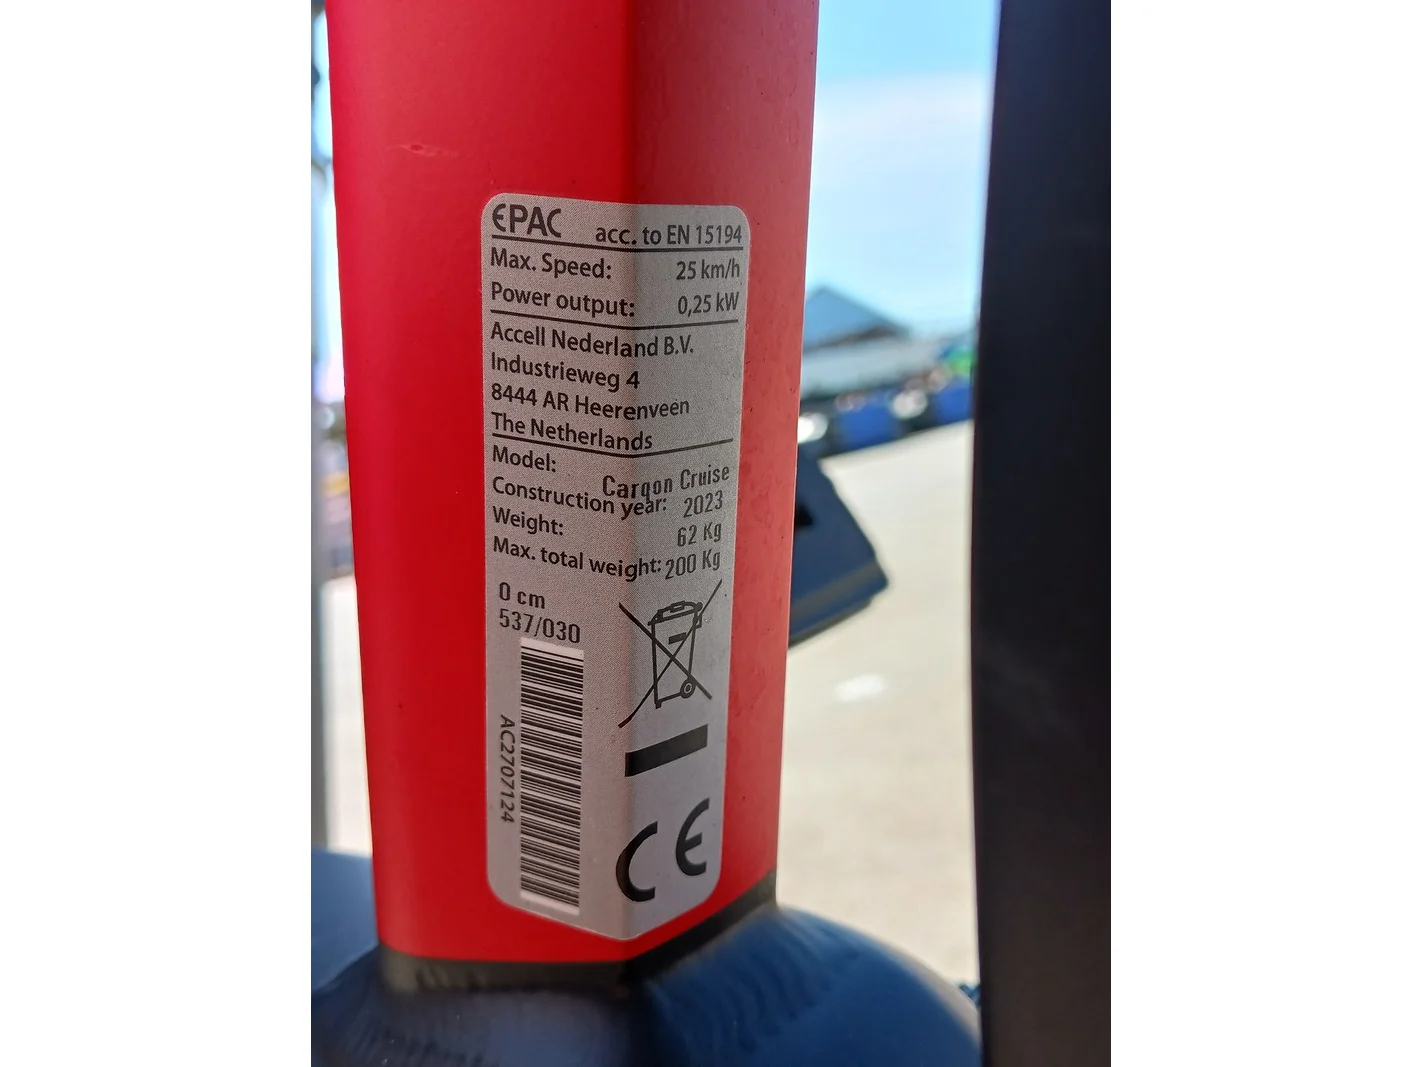 EPAC acc. to EN 15194
Max. Speed: 25 km/h
Power output: 0,25 kW
Accell Nederland B.V.
Industrieweg 4
8444 AR Heerenveen
The Netherlands
Model: Carqon Cruise
Construction year: 2023
Weight: 62 Kg
Max. total weight: 200 Kg
0 cm
537/030
AC2707124
CE